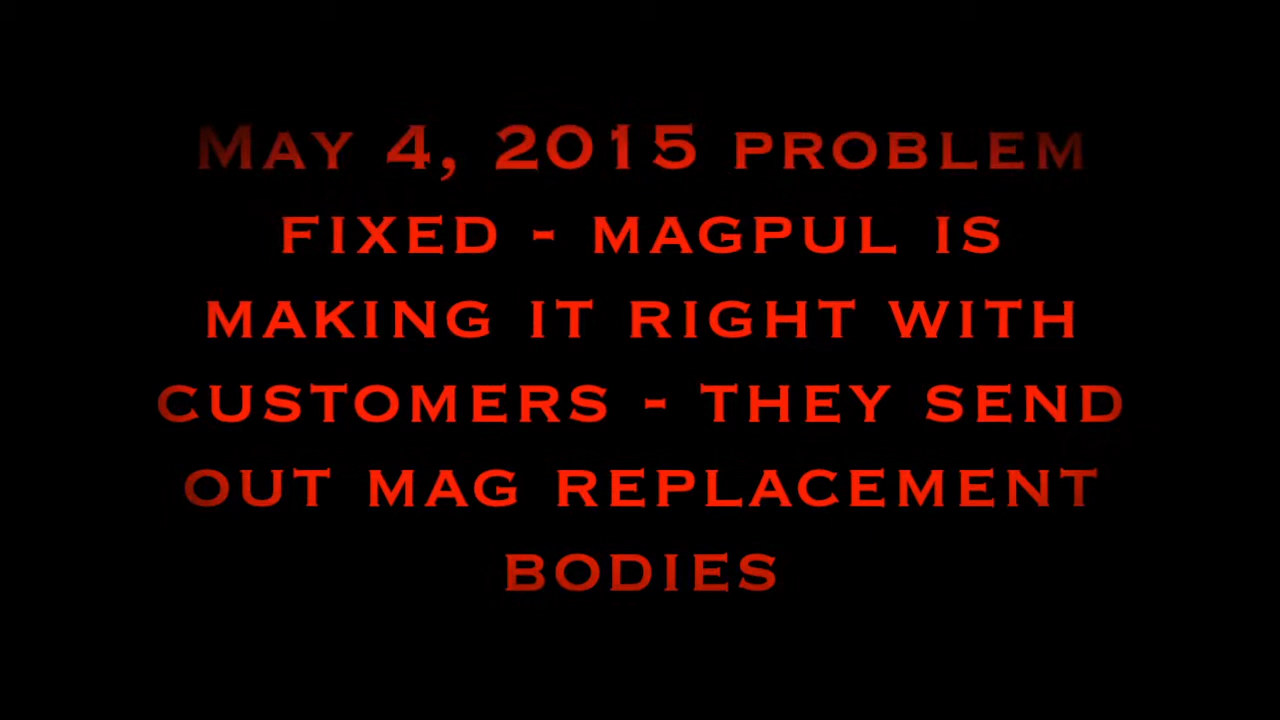 May 4, 2015 problem
fixed - magpul is
making it right with
customers - they send
out mag replacement
bodies